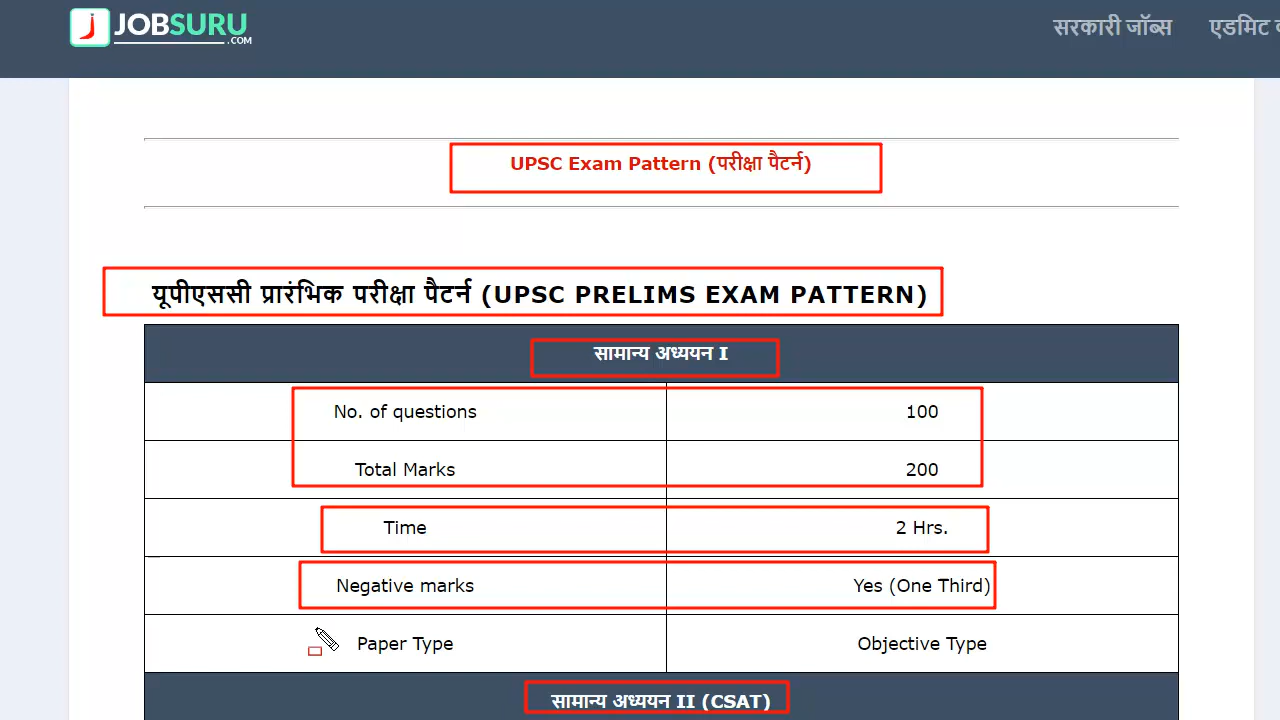 JOBSURU
.COM
सरकारी जॉब्स एडमिट
UPSC Exam Pattern (परीक्षा पैटर्न)
यूपीएससी प्रारंभिक परीक्षा पैटर्न (UPSC PRELIMS EXAM PATTERN)
सामान्य अध्ययन I
No. of questions 100
Total Marks 200
Time 2 Hrs.
Negative marks Yes (One Third)
Paper Type Objective Type
सामान्य अध्ययन II (CSAT)